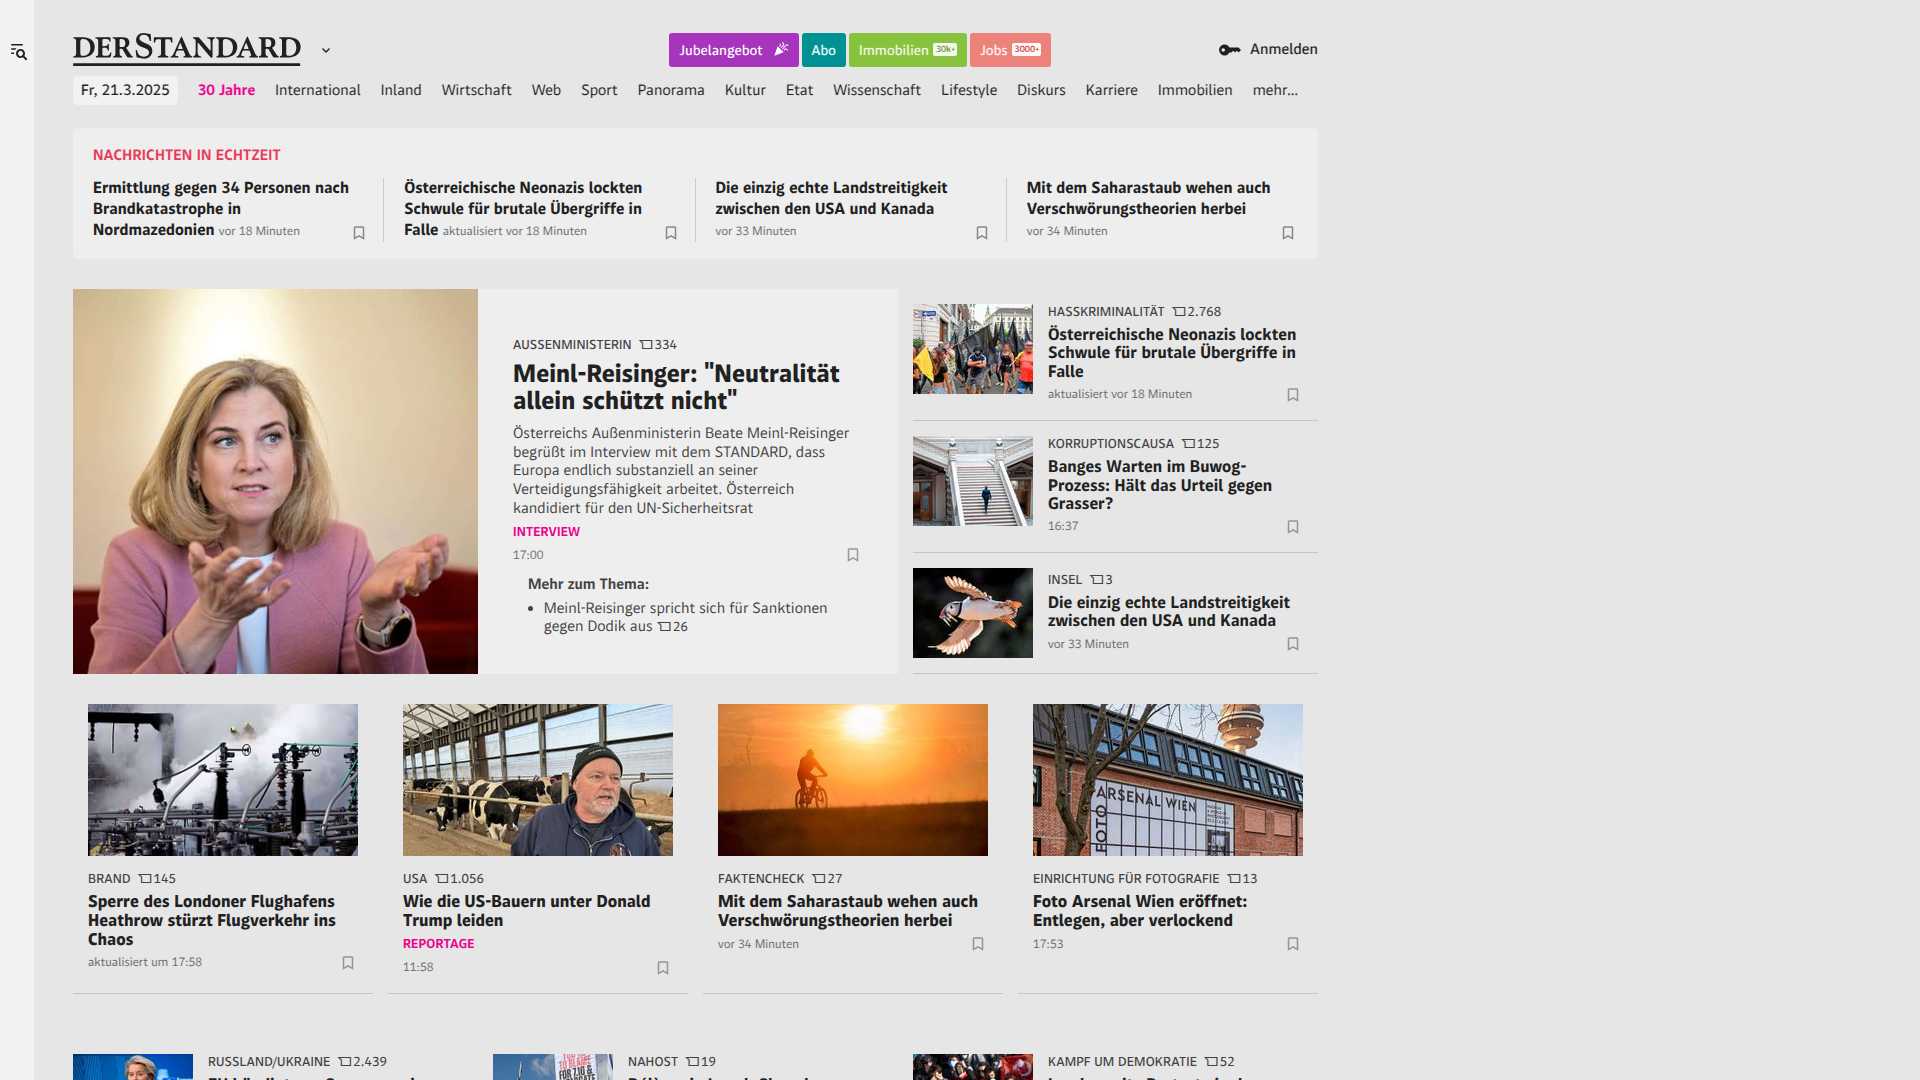 DERSTANDARD
Jubelangebot
Abo
Immobilien 30k+
Jobs 3000+
Anmelden
Fr, 21.3.2025
30 Jahre
International
Inland
Wirtschaft
Web
Sport
Panorama
Kultur
Etat
Wissenschaft
Lifestyle
Diskurs
Karriere
Immobilien
mehr...
NACHRICHTEN IN ECHTZEIT
Ermittlung gegen 34 Personen nach
Brandkatastrophe in
Nordmazedonien vor 18 Minuten
Österreichische Neonazis lockten
Schwule für brutale Übergriffe in
Falle aktualisiert vor 18 Minuten
Die einzig echte Landstreitigkeit
zwischen den USA und Kanada
vor 33 Minuten
Mit dem Saharastaub wehen auch
Verschwörungstheorien herbei
vor 34 Minuten
AUSSENMINISTERIN 334
Meinl-Reisinger: "Neutralität
allein schützt nicht"
Österreichs Außenministerin Beate Meinl-Reisinger
begrüßt im Interview mit dem STANDARD, dass
Europa endlich substanziell an seiner
Verteidigungsfähigkeit arbeitet. Österreich
kandidiert für den UN-Sicherheitsrat
INTERVIEW
17:00
Mehr zum Thema:
• Meinl-Reisinger spricht sich für Sanktionen
gegen Dodik aus 26
HASSKRIMINALITÄT 2.768
Österreichische Neonazis lockten
Schwule für brutale Übergriffe in
Falle
aktualisiert vor 18 Minuten
KORRUPTIONSCAUSA 125
Banges Warten im Buwog-
Prozess: Hält das Urteil gegen
Grasser?
16:37
INSEL 3
Die einzig echte Landstreitigkeit
zwischen den USA und Kanada
vor 33 Minuten
BRAND 145
Sperre des Londoner Flughafens
Heathrow stürzt Flugverkehr ins
Chaos
aktualisiert um 17:58
USA 1.056
Wie die US-Bauern unter Donald
Trump leiden
REPORTAGE
11:58
FAKTENCHECK 27
Mit dem Saharastaub wehen auch
Verschwörungstheorien herbei
vor 34 Minuten
FOTO ARSENAL WIEN
EINRICHTUNG FÜR FOTOGRAFIE 13
Foto Arsenal Wien eröffnet:
Entlegen, aber verlockend
17:53
RUSSLAND/UKRAINE 2.439
NAHOST 19
KAMPF UM DEMOKRATIE 52